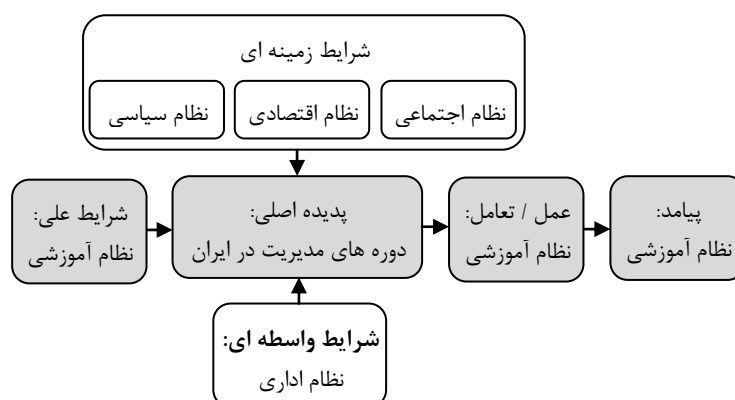 شرایط زمینه ای
نظام اجتماعی
نظام اقتصادی
نظام سیاسی
شرایط علی:
نظام آموزشی
پدیده اصلی:
دوره های مدیریت در ایران
عمل / تعامل:
نظام آموزشی
پیامد:
نظام آموزشی
شرایط واسطه ای:
نظام اداری